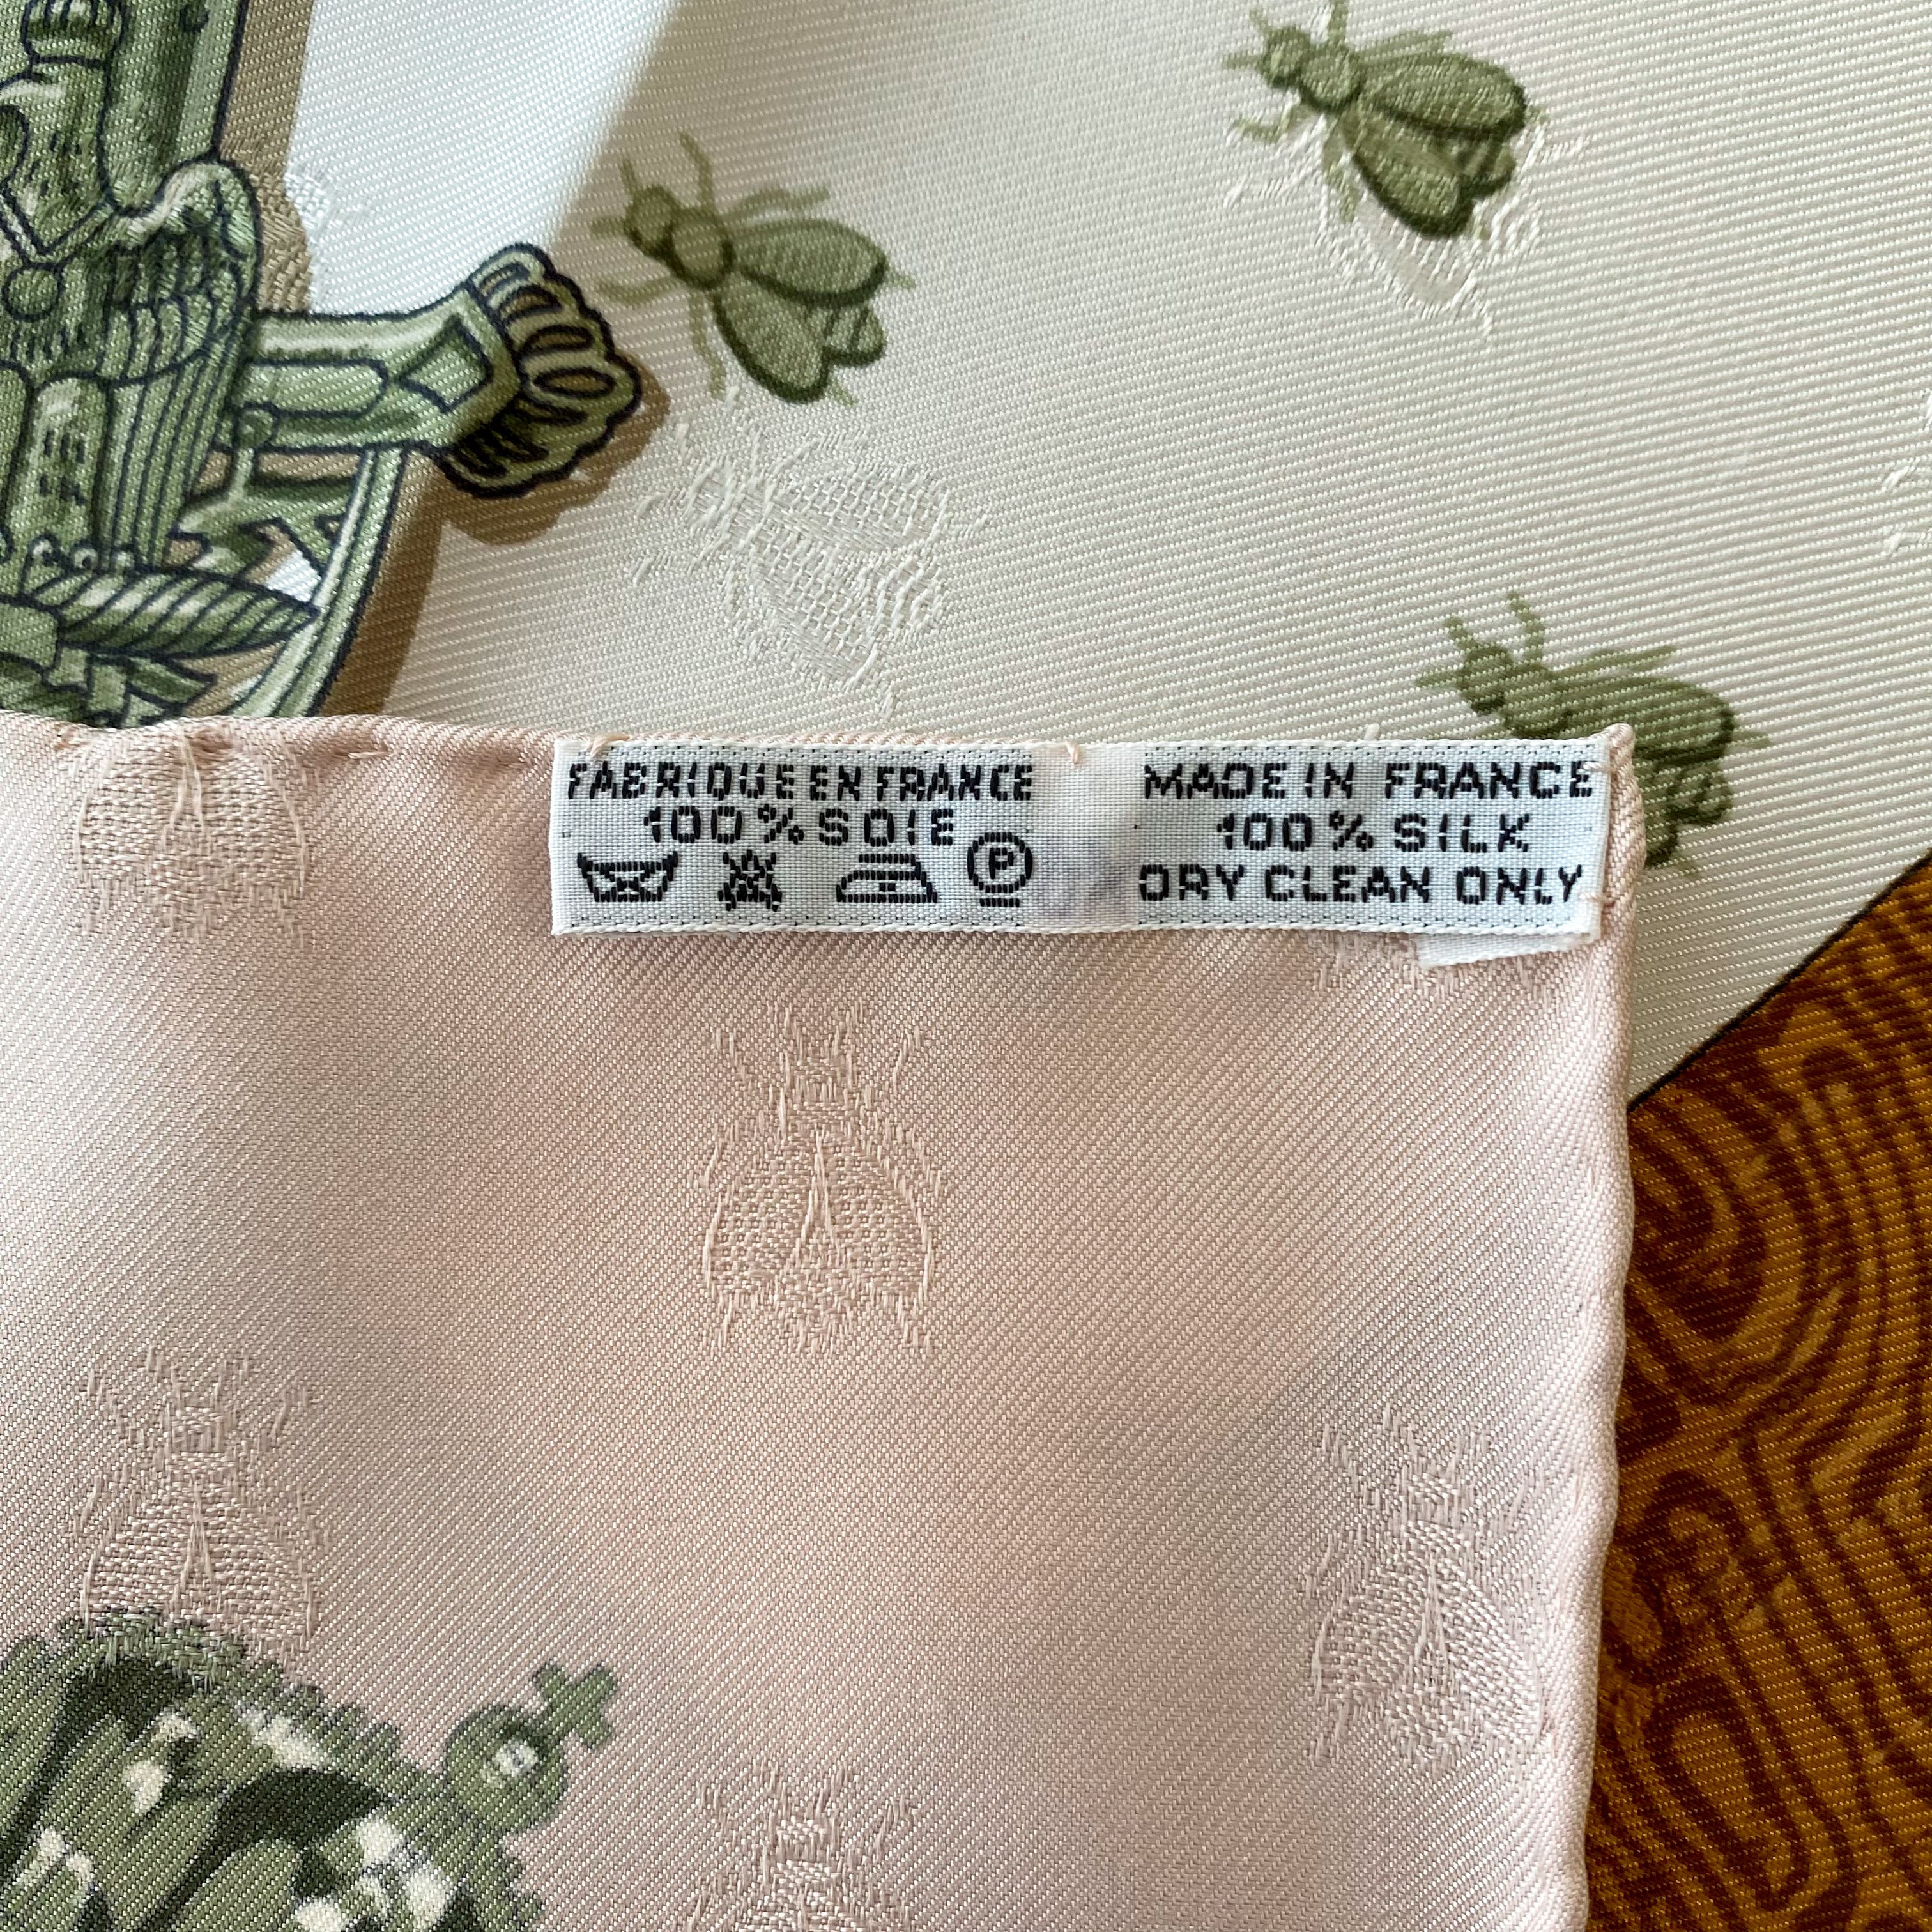 FABRIQUE EN FRANCE
100% SOIE
P
MADE IN FRANCE
100% SILK
DRY CLEAN ONLY